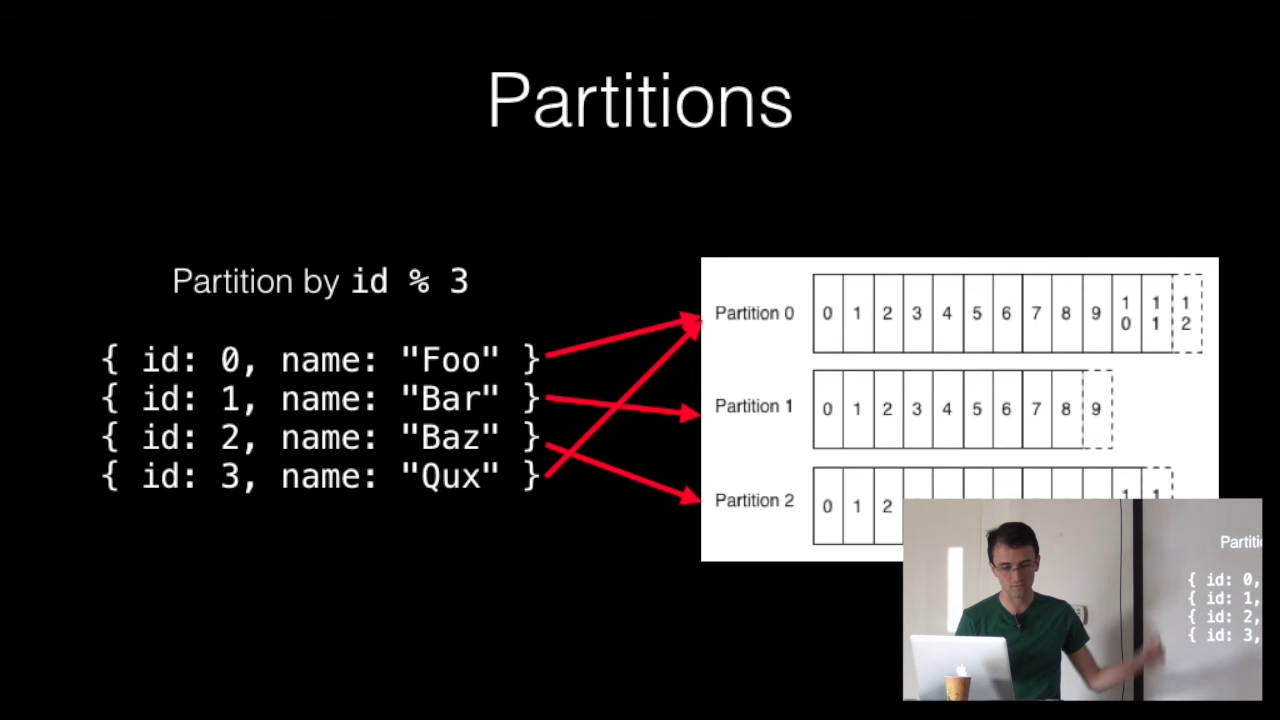 Partitions
Partition by id % 3
{ id: 0, name: "Foo" }
{ id: 1, name: "Bar" }
{ id: 2, name: "Baz" }
{ id: 3, name: "Qux" }
Partition 0 0 1 2 3 4 5 6 7 8 9 10 11 12
Partition 1 0 1 2 3 4 5 6 7 8 9
Partition 2 0 1 2 1 1
Partiti
{ id: 0,
{ id: 1,
{ id: 2,
{ id: 3,